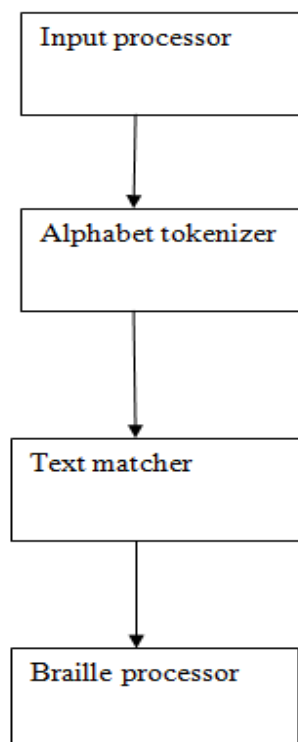 Input processor
Alphabet tokenizer
Text matcher
Braille processor